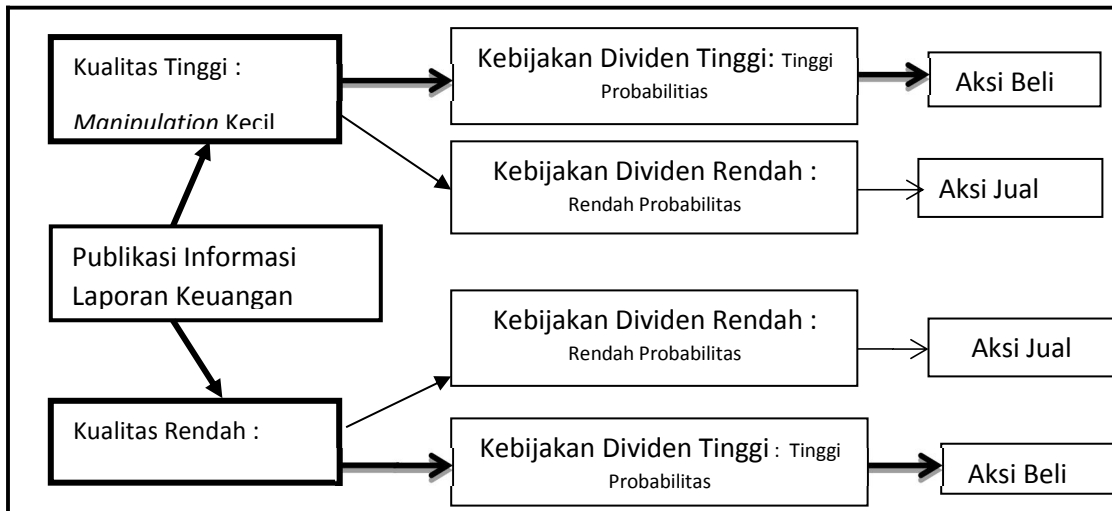 Kualitas Tinggi :
Manipulation Kecil
Kebijakan Dividen Tinggi: Tinggi
Probabilitias
Aksi Beli
Kebijakan Dividen Rendah :
Rendah Probabilitas
Aksi Jual
Publikasi Informasi
Laporan Keuangan
Kebijakan Dividen Rendah :
Rendah Probabilitas
Aksi Jual
Kualitas Rendah :
Kebijakan Dividen Tinggi : Tinggi
Probabilitas
Aksi Beli